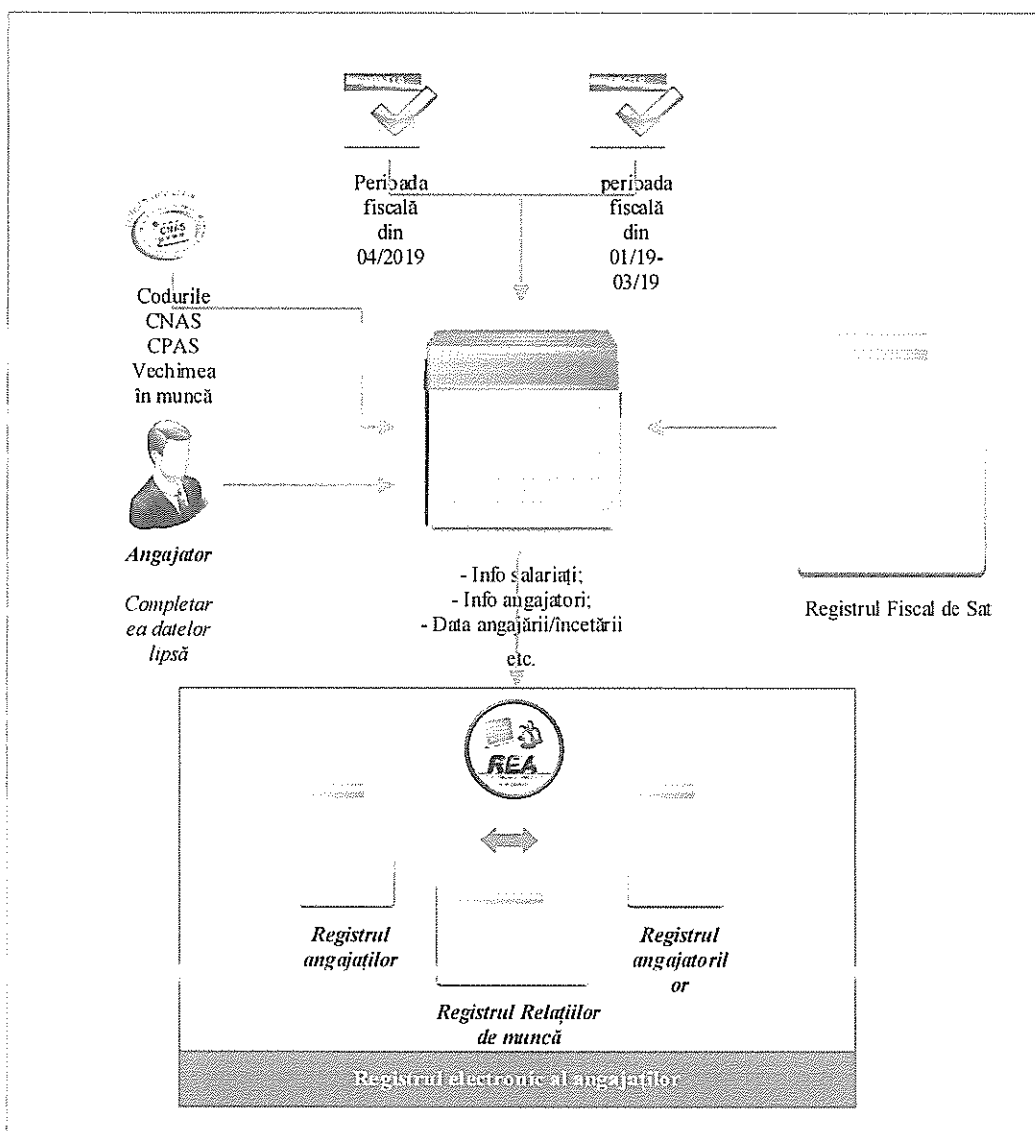 Perioada
fiscală
din
04/2019
perioada
fiscală
din
01/19-
03/19
CNAS
Codurile
CNAS
CPAS
Vechimea
în muncă
Angajator
Completar
ea datelor
lipsă
- Info salariați;
- Info angajatori;
- Data angajării/încetării
etc.
Registrul Fiscal de Sat
REA
Registrul
angajaților
Registrul
angajatoril
or
Registrul Relațiilor
de muncă
Registrul electronic al angajaților